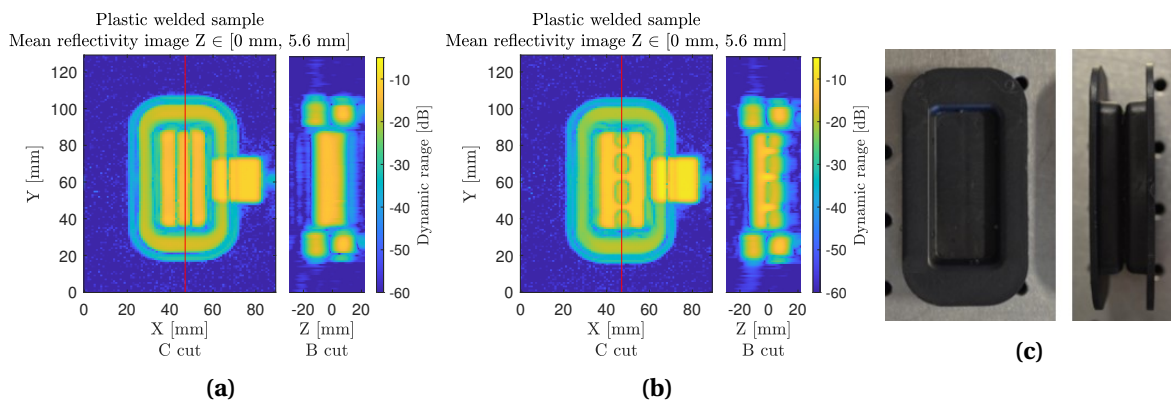 Plastic welded sample
Mean reflectivity image Z ∈ [0 mm, 5.6 mm]
120
100
80
60
40
20
0
Y [mm]
0
20
40
60
80
X [mm]
C cut
-20
0
20
Z [mm]
B cut
-10
-20
-30
-40
-50
-60
Dynamic range [dB]
(a)
Plastic welded sample
Mean reflectivity image Z ∈ [0 mm, 5.6 mm]
120
100
80
60
40
20
0
Y [mm]
0
20
40
60
80
X [mm]
C cut
-20
0
20
Z [mm]
B cut
-10
-20
-30
-40
-50
-60
Dynamic range [dB]
(b)
(c)